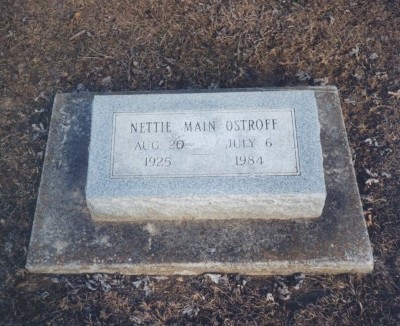 NETTIE MAIN OSTROFF
AUG 20 — JULY 6
1925 1984